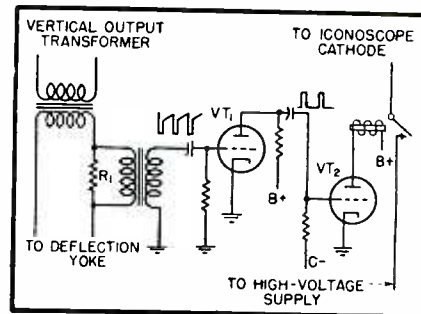 VERTICAL OUTPUT
TRANSFORMER
TO ICONOSCOPE
CATHODE
VT₁
R₁
B+
VT₂
B+
C-
TO DEFLECTION
YOKE
TO HIGH-VOLTAGE
SUPPLY